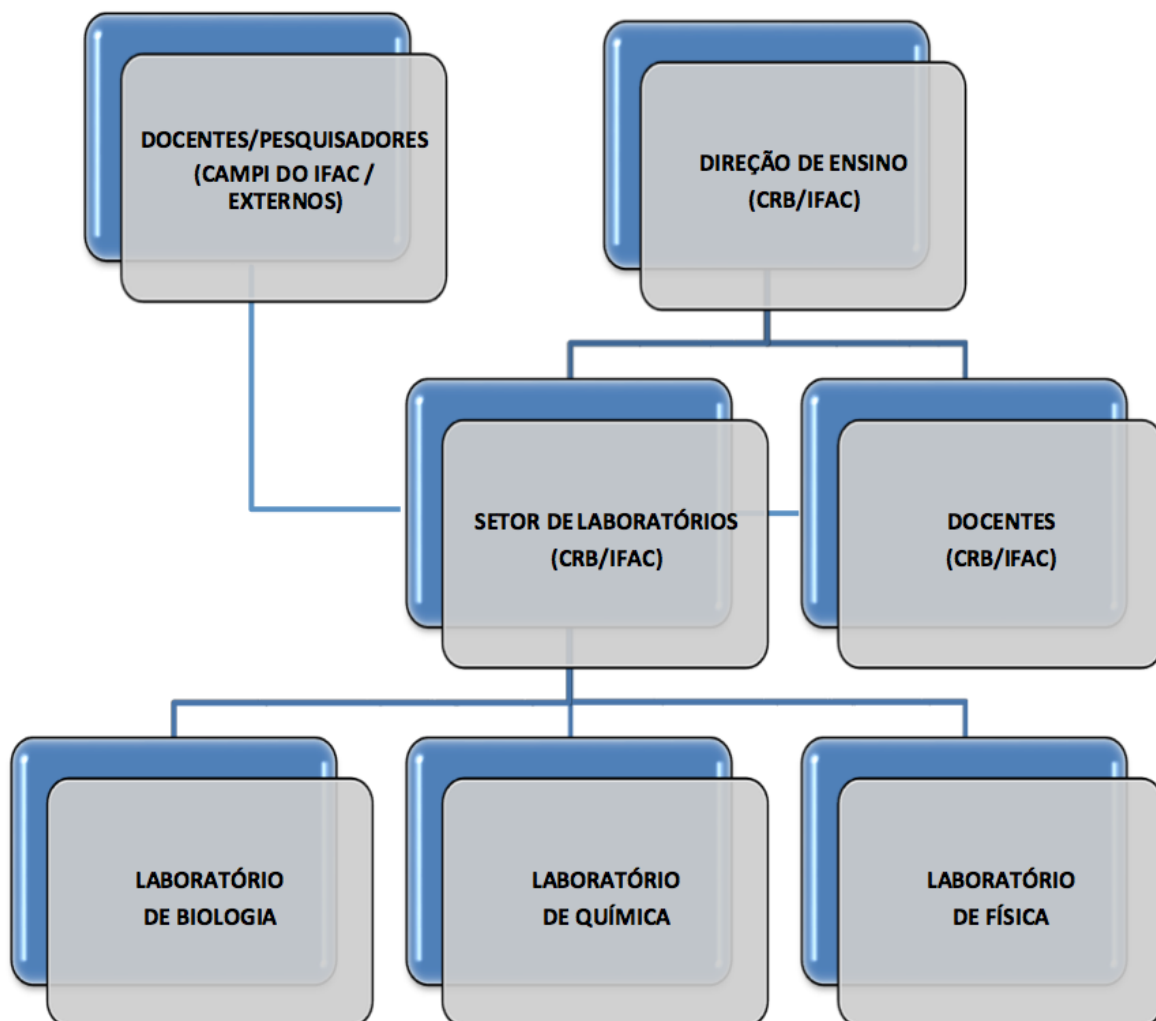 DOCENTES/PESQUISADORES
(CAMPI DO IFAC /
EXTERNOS)
DIREÇÃO DE ENSINO
(CRB/IFAC)
SETOR DE LABORATÓRIOS
(CRB/IFAC)
DOCENTES
(CRB/IFAC)
LABORATÓRIO
DE BIOLOGIA
LABORATÓRIO
DE QUÍMICA
LABORATÓRIO
DE FÍSICA